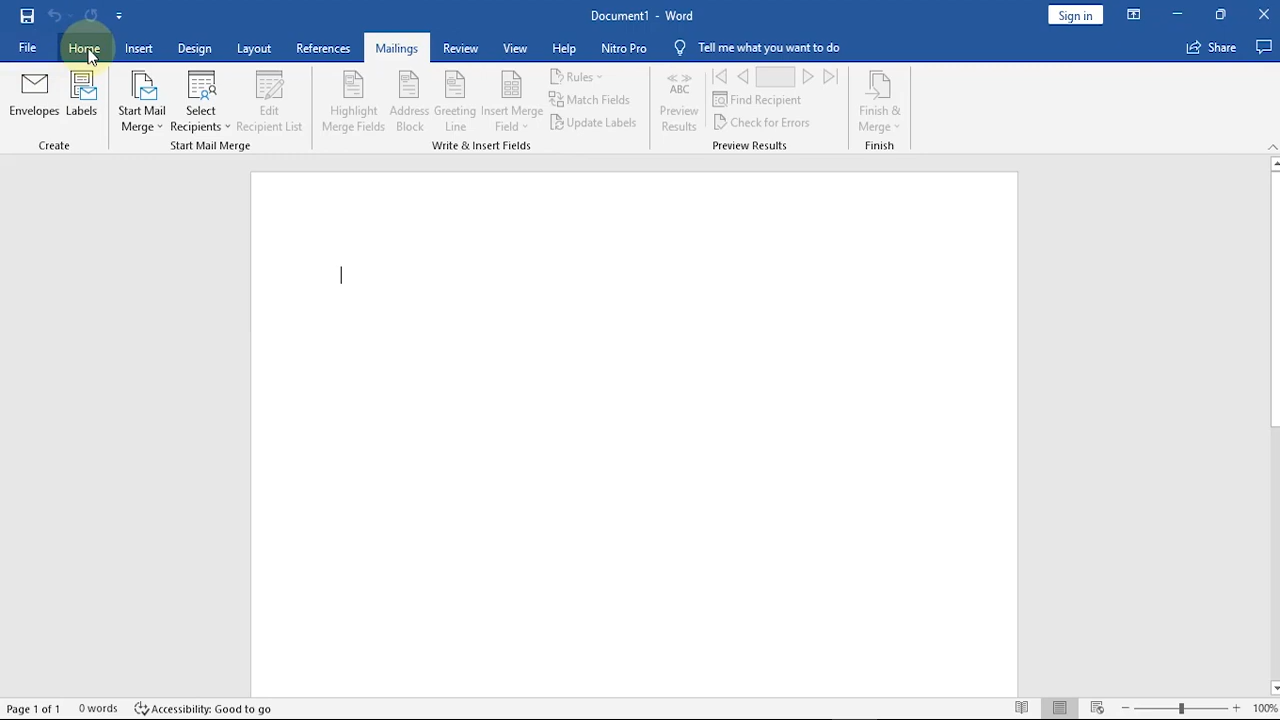 Document1 - Word
Sign in
File Home Insert Design Layout References Mailings Review View Help Nitro Pro Tell me what you want to do Share
Envelopes Labels
Create
Start Mail Merge
Select Recipients
Edit Recipient List
Start Mail Merge
Highlight Merge Fields
Address Block
Greeting Line
Insert Merge Field
Rules
Match Fields
Update Labels
Write & Insert Fields
ABC
Preview Results
Find Recipient
Check for Errors
Preview Results
Finish & Merge
Finish
Page 1 of 1 0 words Accessibility: Good to go 100%